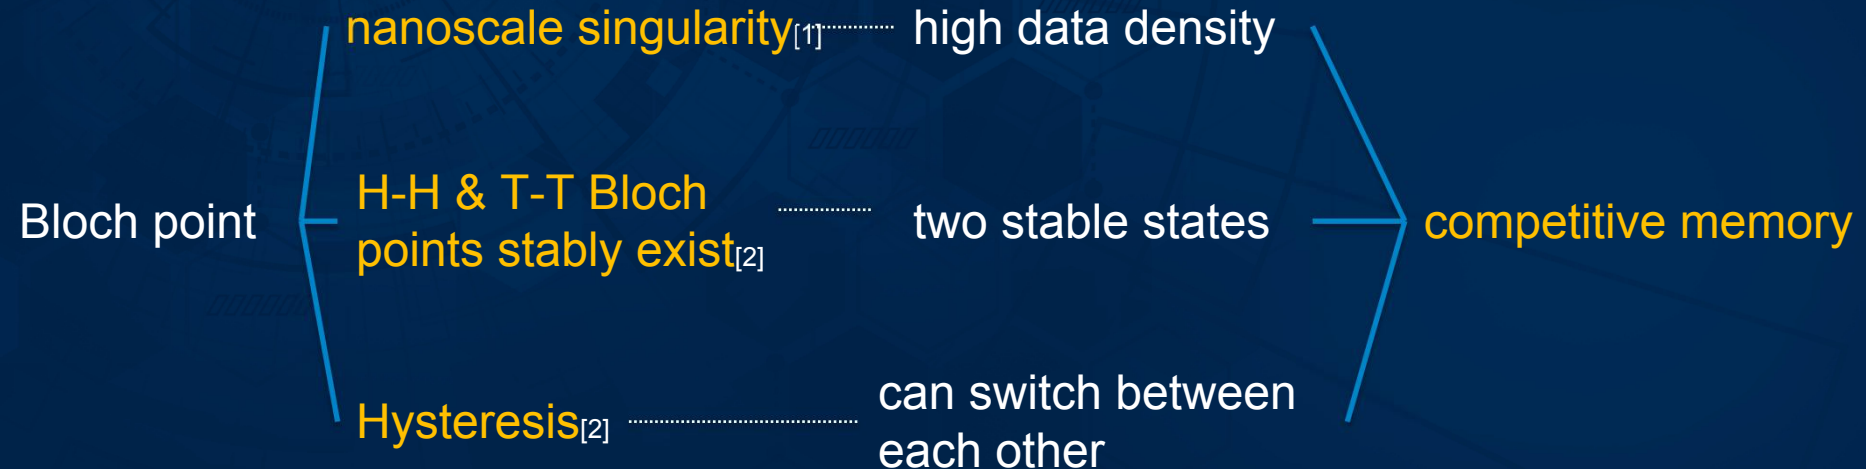 nanoscale singularity[1] high data density
Bloch point
H-H & T-T Bloch
points stably exist[2]
two stable states
competitive memory
Hysteresis[2]
can switch between
each other